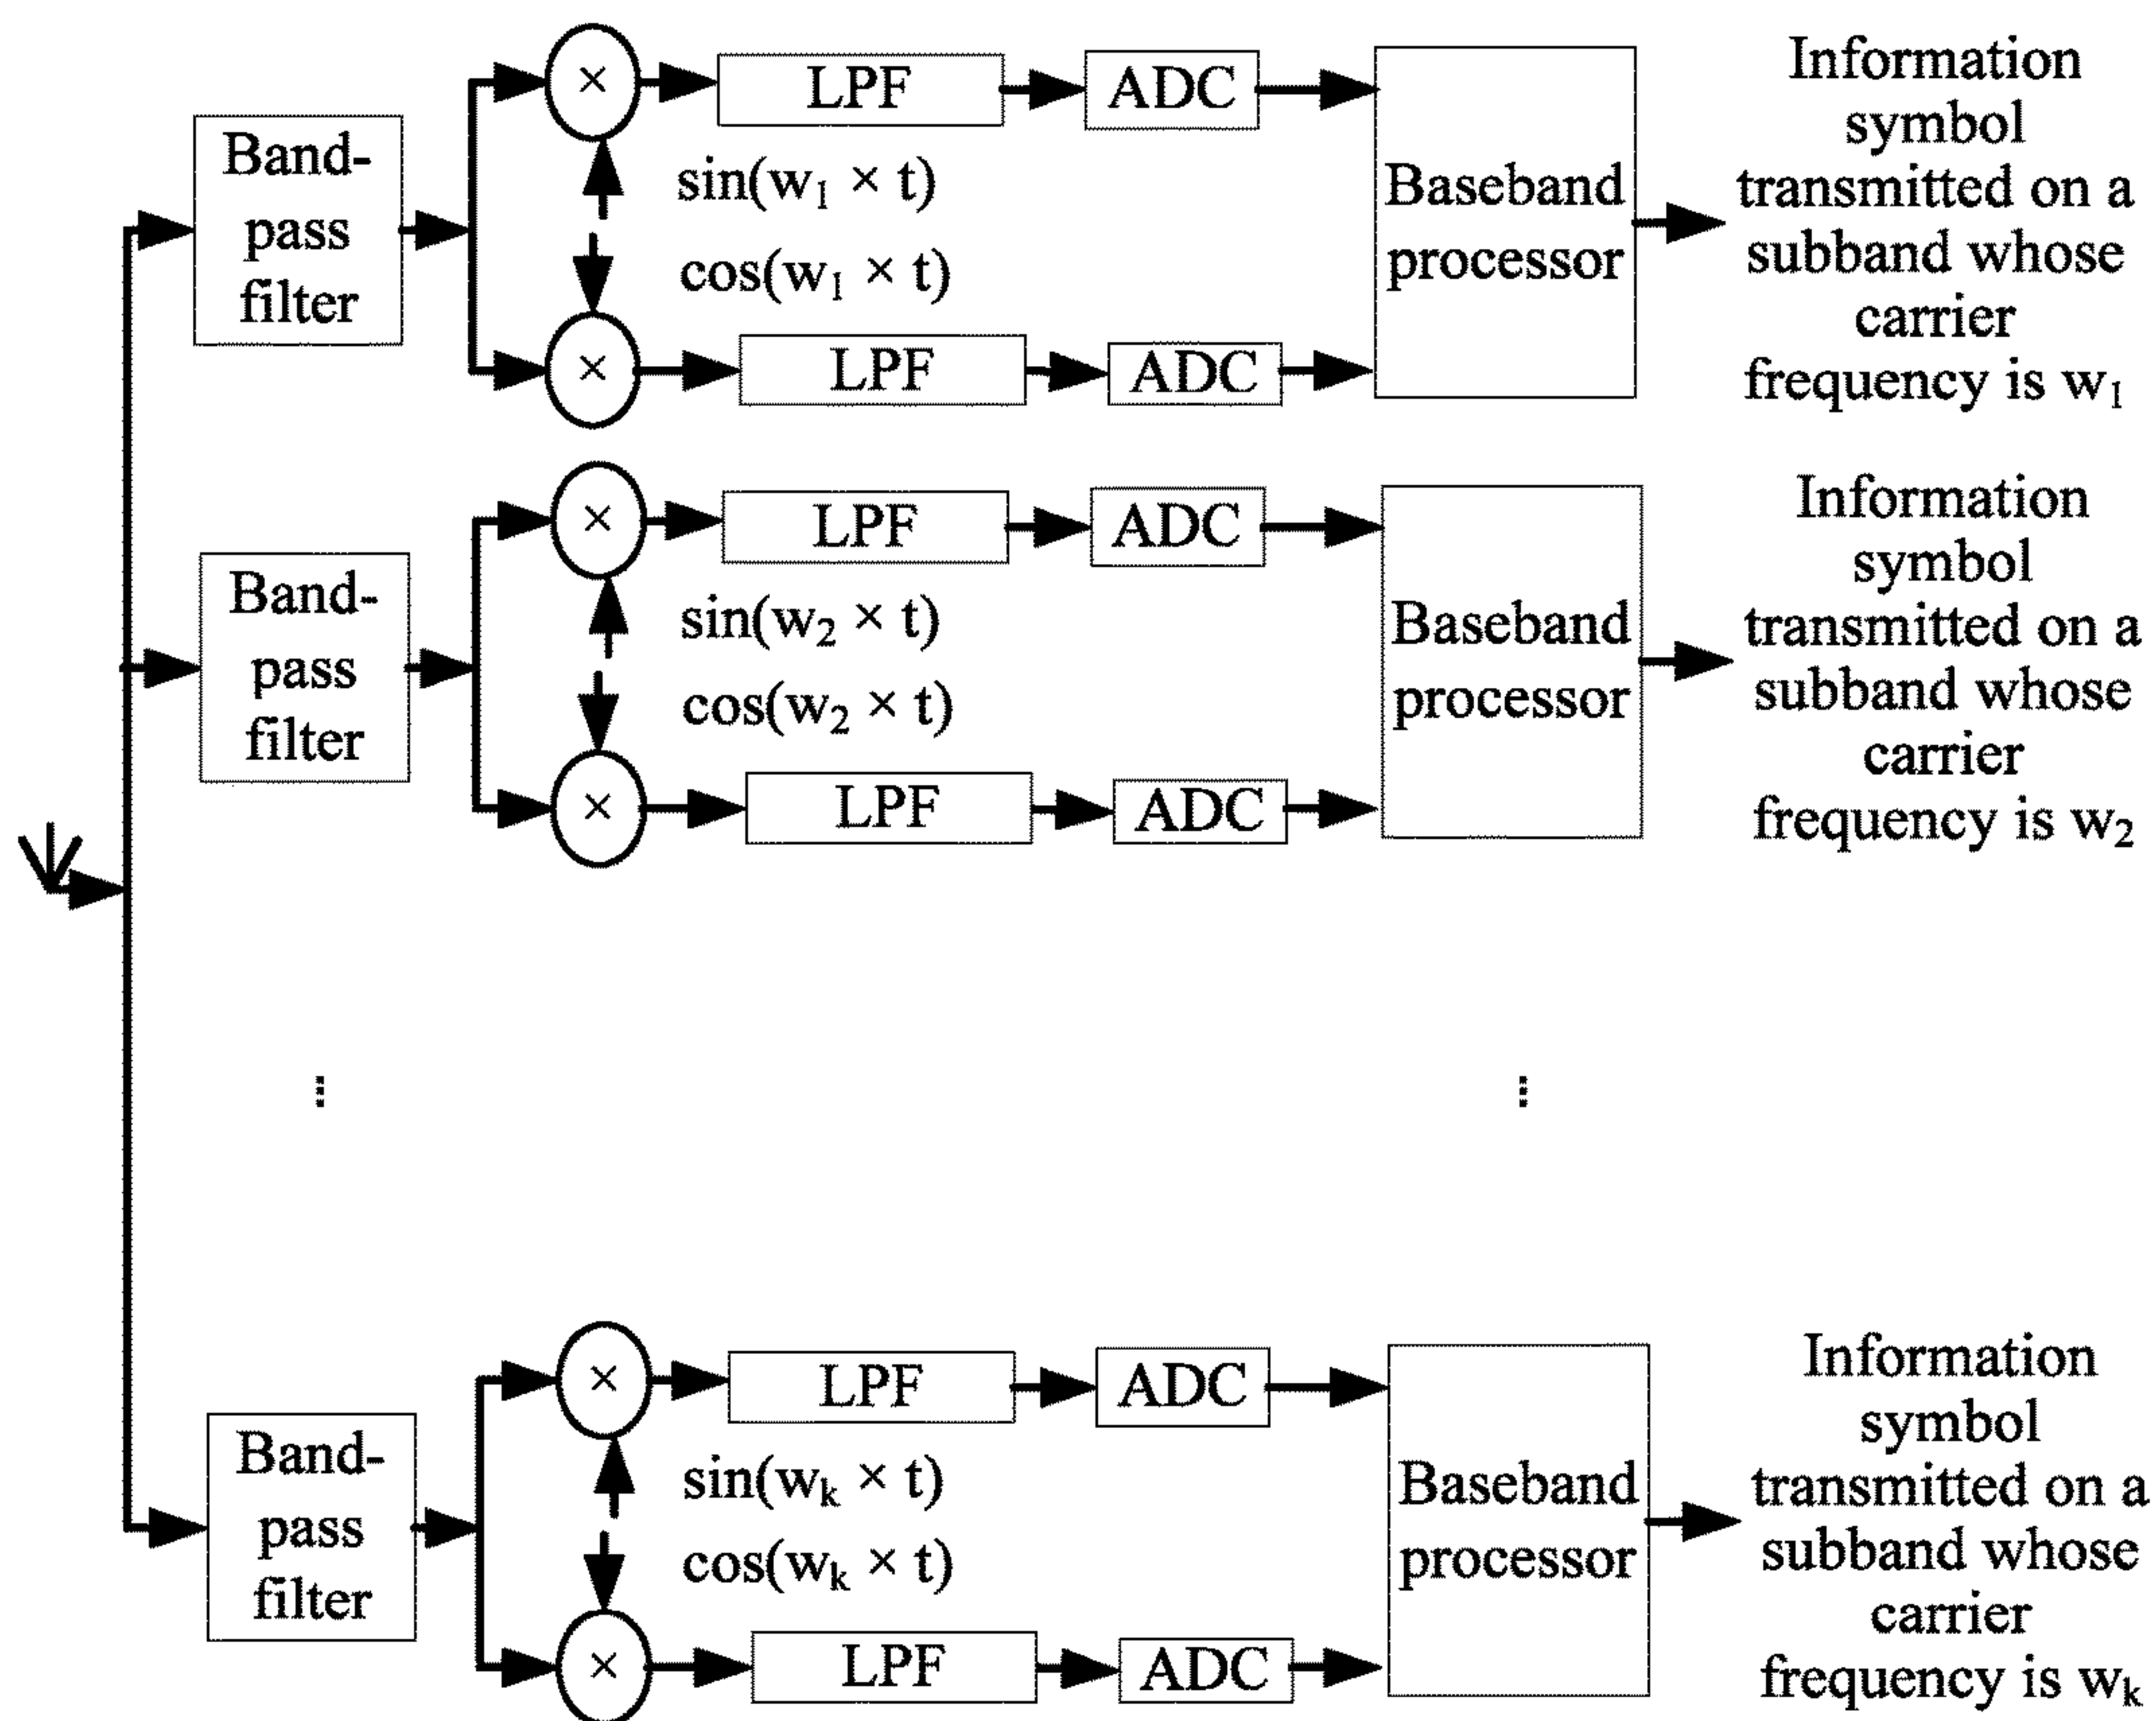 Band-
pass
filter
×
LPF
ADC
sin(w₁ × t)
cos(w₁ × t)
×
LPF
ADC
Baseband
processor
Information
symbol
transmitted on a
subband whose
carrier
frequency is w₁
Band-
pass
filter
×
LPF
ADC
sin(w₂ × t)
cos(w₂ × t)
×
LPF
ADC
Baseband
processor
Information
symbol
transmitted on a
subband whose
carrier
frequency is w₂
⋮
⋮
Band-
pass
filter
×
LPF
ADC
sin(wₖ × t)
cos(wₖ × t)
×
LPF
ADC
Baseband
processor
Information
symbol
transmitted on a
subband whose
carrier
frequency is wₖ